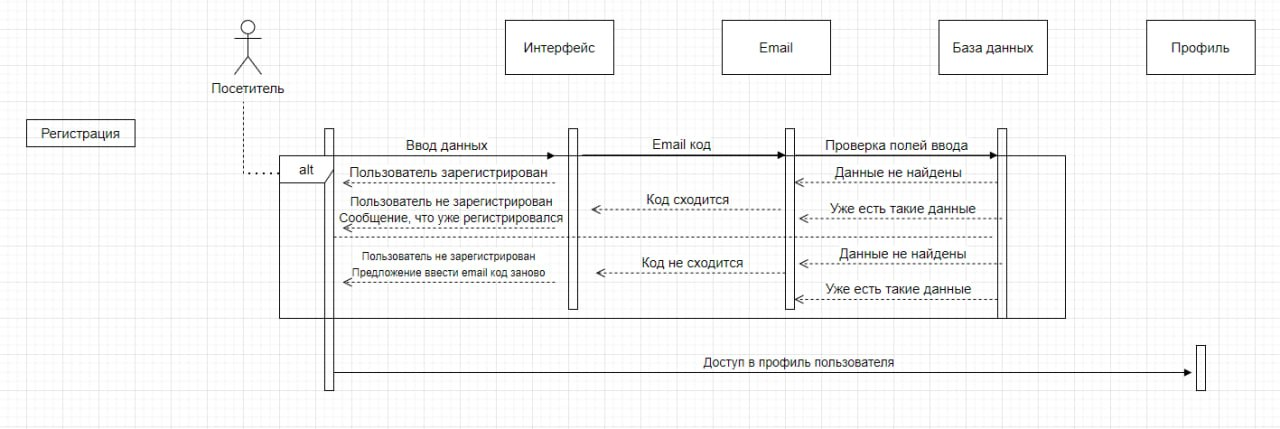 Посетитель
Интерфейс
Email
База данных
Профиль
Регистрация
alt
Ввод данных
Email код
Проверка полей ввода
Пользователь зарегистрирован
Данные не найдены
Пользователь не зарегистрирован
Сообщение, что уже регистрировался
Код сходится
Уже есть такие данные
Пользователь не зарегистрирован
Предложение ввести email код заново
Код не сходится
Данные не найдены
Уже есть такие данные
Доступ в профиль пользователя